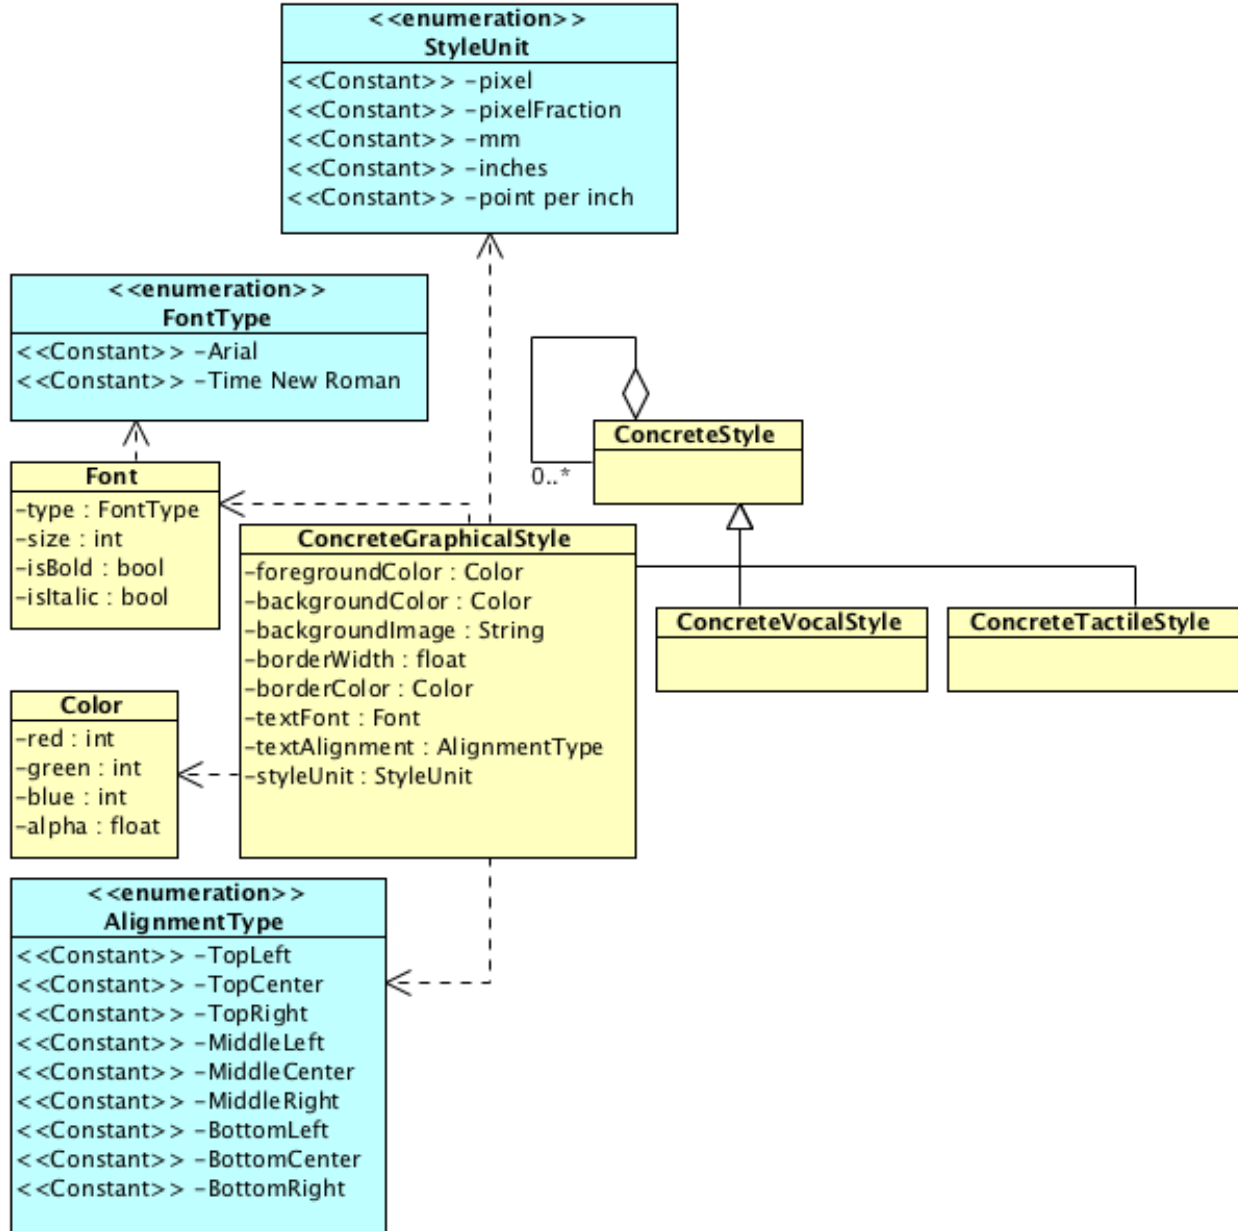 <<enumeration>>
StyleUnit
<<Constant>> -pixel
<<Constant>> -pixelFraction
<<Constant>> -mm
<<Constant>> -inches
<<Constant>> -point per inch
<<enumeration>>
FontType
<<Constant>> -Arial
<<Constant>> -Time New Roman
ConcreteStyle
0..*
Font
-type : FontType
-size : int
-isBold : bool
-isItalic : bool
ConcreteGraphicalStyle
-foregroundColor : Color
-backgroundColor : Color
-backgroundImage : String
-borderWidth : float
-borderColor : Color
-textFont : Font
-textAlignment : AlignmentType
-styleUnit : StyleUnit
ConcreteVocalStyle
ConcreteTactileStyle
Color
-red : int
-green : int
-blue : int
-alpha : float
<<enumeration>>
AlignmentType
<<Constant>> -TopLeft
<<Constant>> -TopCenter
<<Constant>> -TopRight
<<Constant>> -MiddleLeft
<<Constant>> -MiddleCenter
<<Constant>> -MiddleRight
<<Constant>> -BottomLeft
<<Constant>> -BottomCenter
<<Constant>> -BottomRight